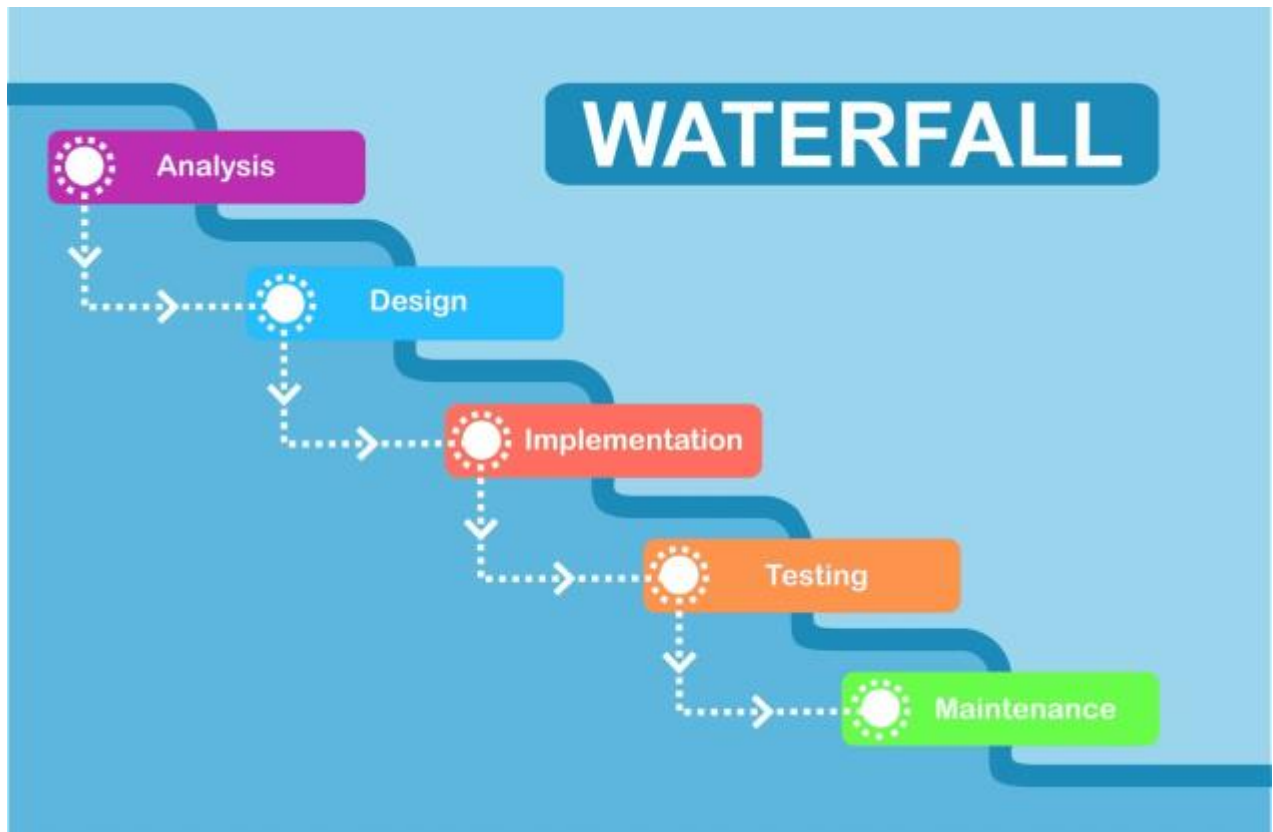 WATERFALL
Analysis
Design
Implementation
Testing
Maintenance